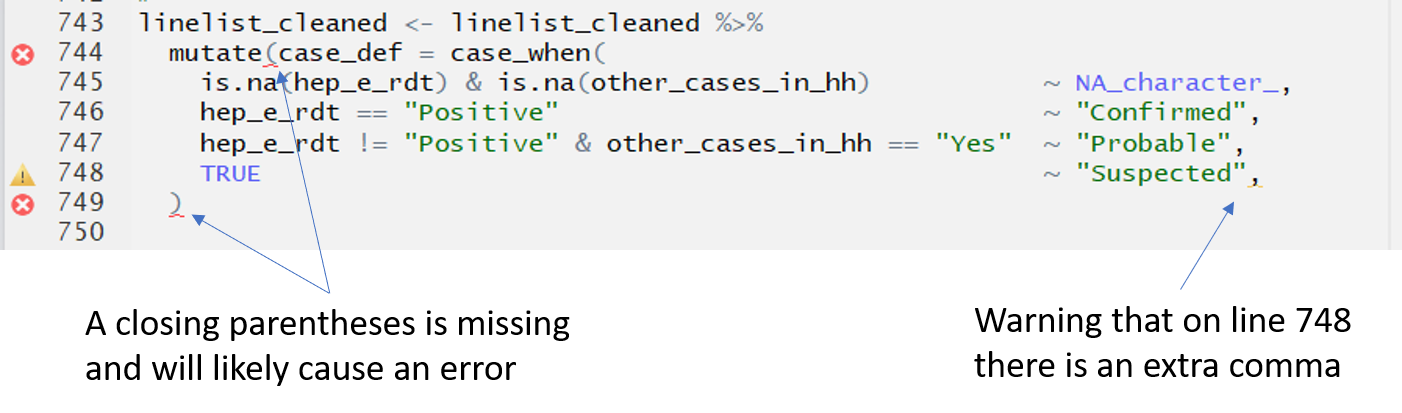 743 linelist_cleaned <- linelist_cleaned %>%
744 mutate(case_def = case_when(
745 is.na(hep_e_rdt) & is.na(other_cases_in_hh) ~ NA_character_,
746 hep_e_rdt == "Positive" ~ "Confirmed",
747 hep_e_rdt != "Positive" & other_cases_in_hh == "Yes" ~ "Probable",
748 TRUE ~ "Suspected",
749 )
750
A closing parentheses is missing
and will likely cause an error
Warning that on line 748
there is an extra comma